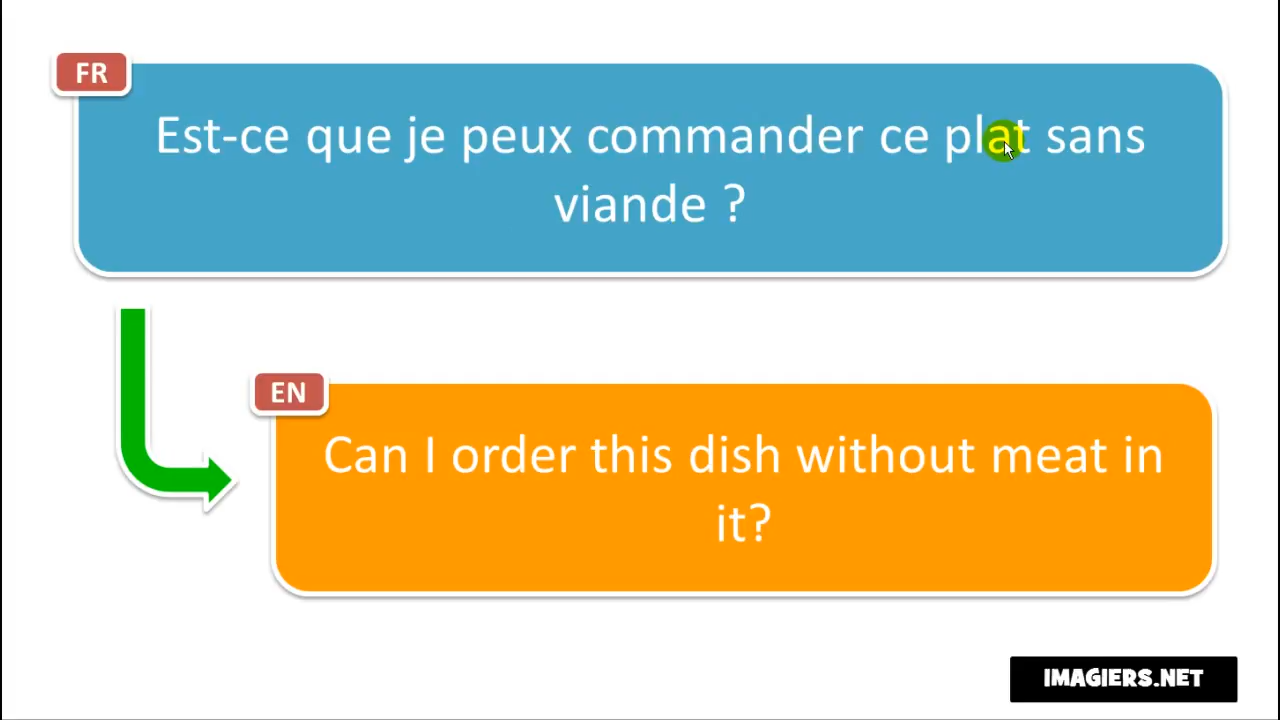 FR
Est-ce que je peux commander ce plat sans
viande ?
EN
Can I order this dish without meat in
it?
IMAGIERS.NET